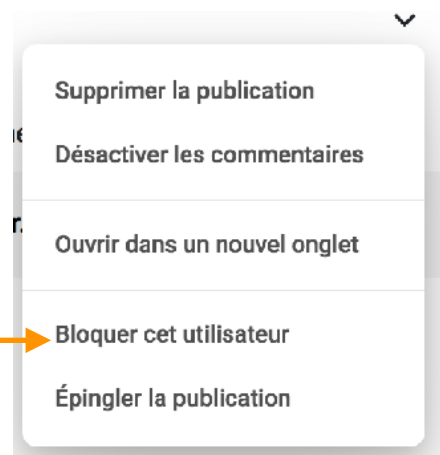 Supprimer la publication
Désactiver les commentaires
Ouvrir dans un nouvel onglet
Bloquer cet utilisateur
Épingler la publication